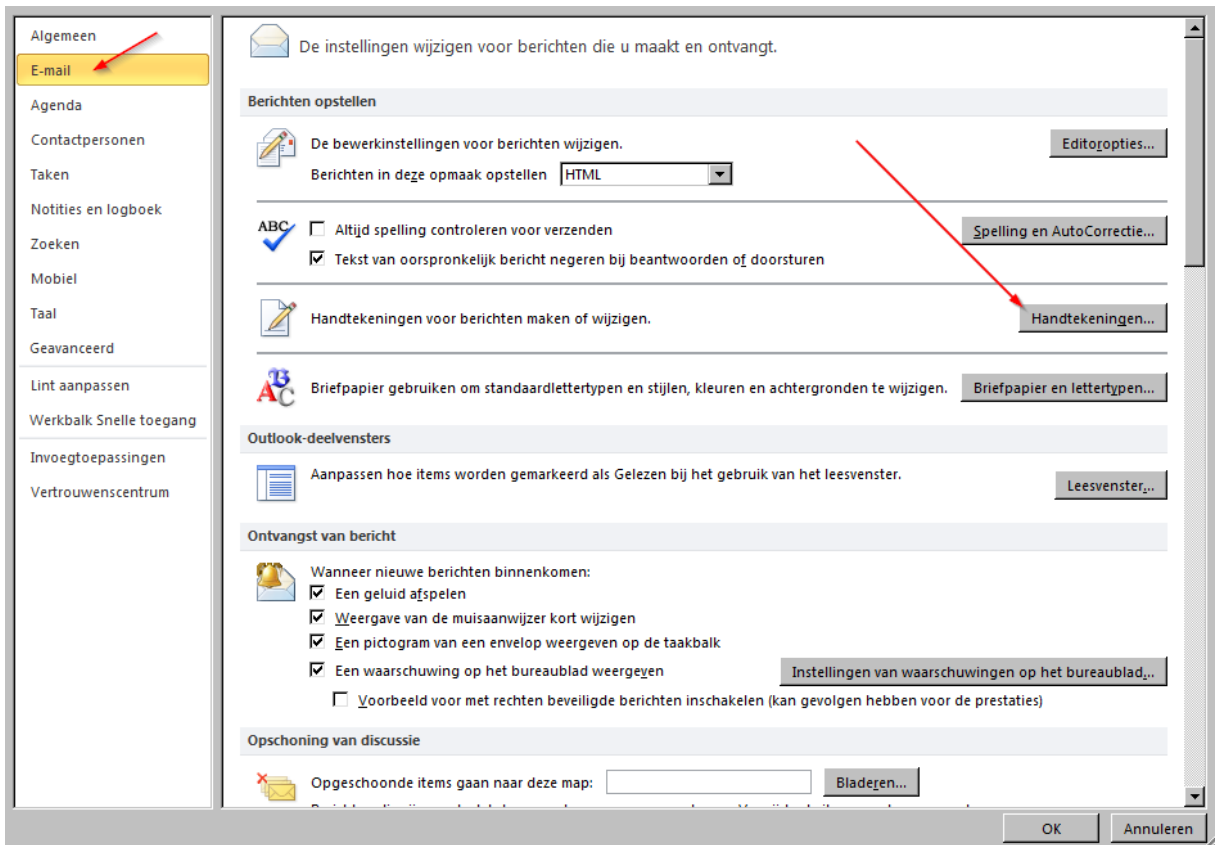 Algemeen
E-mail
Agenda
Contactpersonen
Taken
Notities en logboek
Zoeken
Mobiel
Taal
Geavanceerd
Lint aanpassen
Werkbalk Snelle toegang
Invoegtoepassingen
Vertrouwenscentrum
De instellingen wijzigen voor berichten die u maakt en ontvangt.
Berichten opstellen
De bewerkinstellingen voor berichten wijzigen. Editoropties...
Berichten in deze opmaak opstellen HTML
ABC Altijd spelling controleren voor verzenden Spelling en AutoCorrectie...
Tekst van oorspronkelijk bericht negeren bij beantwoorden of doorsturen
Handtekeningen voor berichten maken of wijzigen. Handtekeningen...
Briefpapier gebruiken om standaardlettertypen en stijlen, kleuren en achtergronden te wijzigen. Briefpapier en lettertypen...
Outlook-deelvensters
Aanpassen hoe items worden gemarkeerd als Gelezen bij het gebruik van het leesvenster.
Leesvenster...
Ontvangst van bericht
Wanneer nieuwe berichten binnenkomen:
Een geluid afspelen
Weergave van de muisaanwijzer kort wijzigen
Een pictogram van een envelop weergeven op de taakbalk
Een waarschuwing op het bureaublad weergeven Instellingen van waarschuwingen op het bureaublad...
Voorbeeld voor met rechten beveiligde berichten inschakelen (kan gevolgen hebben voor de prestaties)
Opschoning van discussie
Opgeschoonde items gaan naar deze map: Bladeren...
OK Annuleren